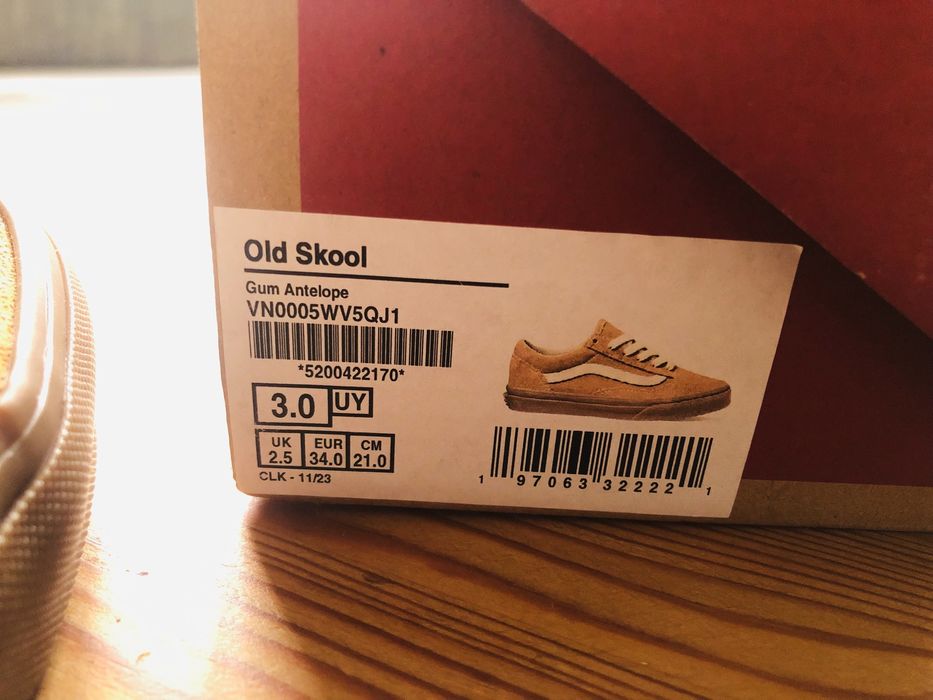 Old Skool
Gum Antelope
VN0005WV5QJ1
*5200422170*
3.0 UY
UK EUR CM
2.5 34.0 21.0
CLK - 11/23
1 97063 32222 1